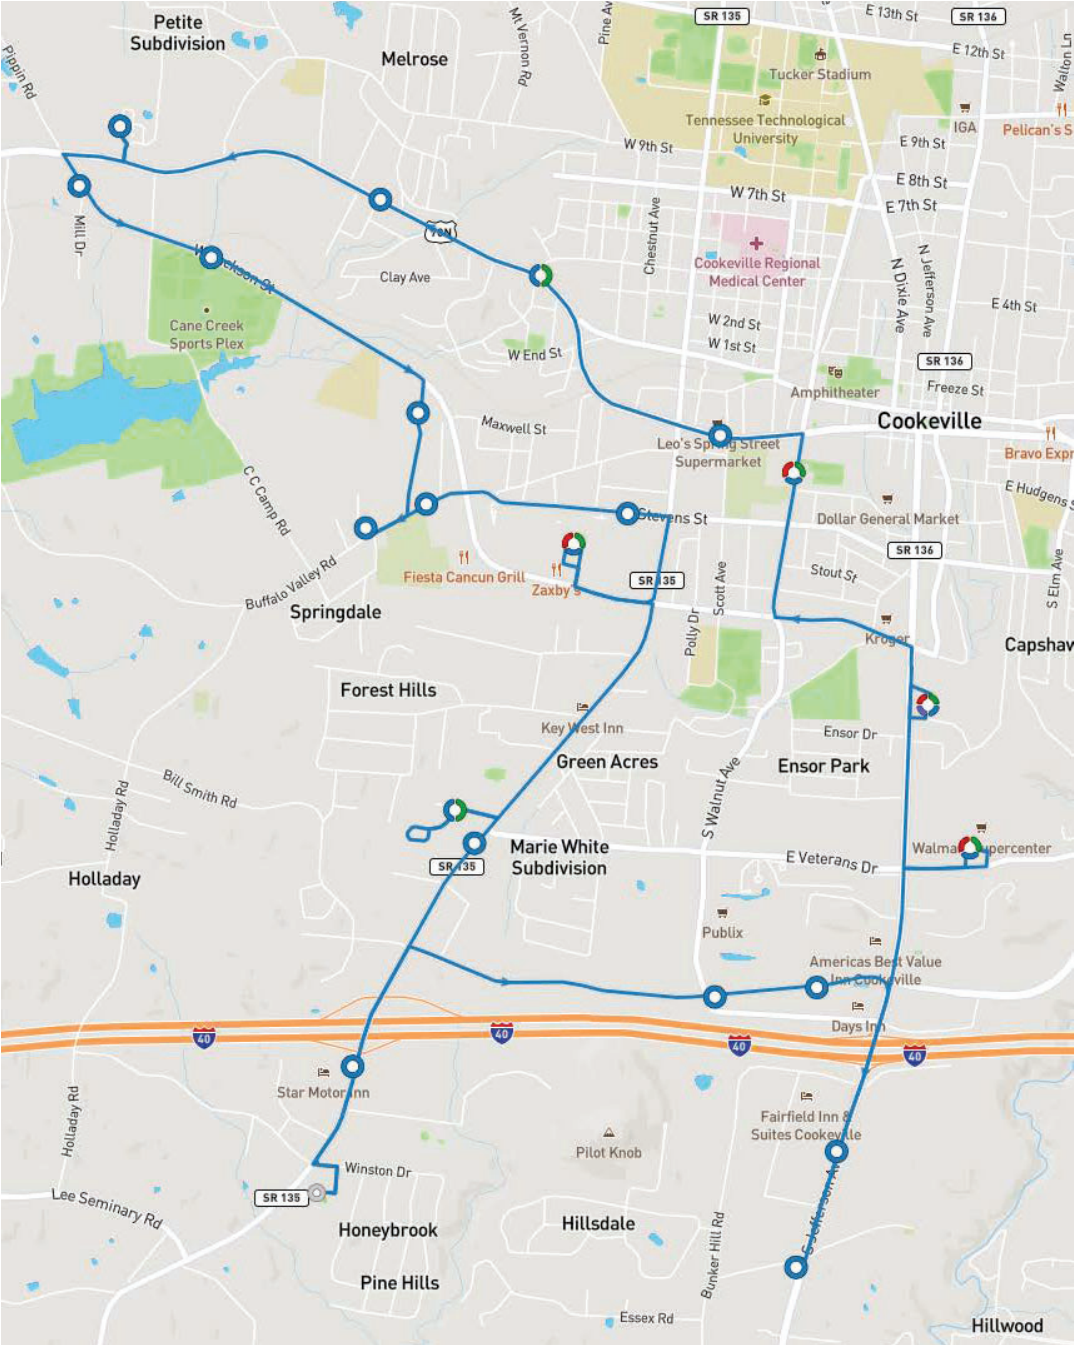 SR 135
E 13th St
SR 136
Petite
Subdivision
Mt Vernon Rd
Pine Av
Melrose
E 12th St
Walton Ln
Pippin Rd
Tucker Stadium
Tennessee Technological
University
IGA
Pelican's S
W 9th St
E 9th St
E 8th St
W 7th St
E 7th St
Mill Dr
70N
Chestnut Ave
Cookeville Regional
Medical Center
N Dixie Ave
N Jefferson Ave
W Jackson St
Clay Ave
E 4th St
Cane Creek
Sports Plex
W 2nd St
W 1st St
W End St
SR 136
Amphitheater
Freeze St
Cookeville
Maxwell St
Leo's Spring Street
Supermarket
Bravo Expr
C C Camp Rd
E Hudgens S
Stevens St
Dollar General Market
SR 136
Buffalo Valley Rd
Fiesta Cancun Grill
Zaxby's
SR 135
Scott Ave
Stout St
S Elm Ave
Springdale
Polly Dr
Kroger
Capshaw
Forest Hills
Key West Inn
Ensor Dr
Green Acres
Ensor Park
Bill Smith Rd
Holladay Rd
S Walnut Ave
Marie White
Subdivision
SR 135
E Veterans Dr
Walmart Supercenter
Holladay
Publix
Americas Best Value
Inn Cookeville
Days Inn
40
40
40
40
Star Motor Inn
Holladay Rd
Fairfield Inn &
Suites Cookeville
Pilot Knob
Winston Dr
SR 135
Lee Seminary Rd
Honeybrook
Hillsdale
S Jefferson Av
Bunker Hill Rd
Pine Hills
Essex Rd
Hillwood